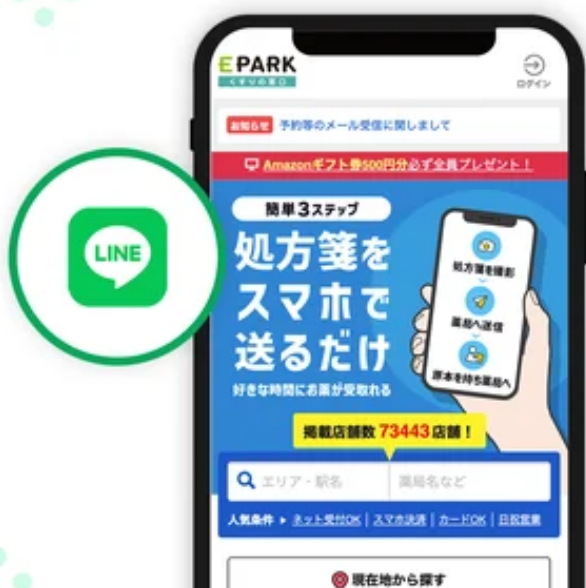 EPARK
くすりの窓口
ログイン
お知らせ 予約等のメール受信に関しまして
Amazonギフト券500円分必ず全員プレゼント！
簡単3ステップ
処方箋を
スマホで
送るだけ
好きな時間にお薬が受取れる
処方箋を撮影
薬局へ送信
原本を持ち薬局へ
掲載店舗数 73443 店舗！
エリア・駅名 薬局名など
人気条件 ▶ ネット受付OK | スマホ決済 | カードOK | 日祝営業
現在地から探す
LINE